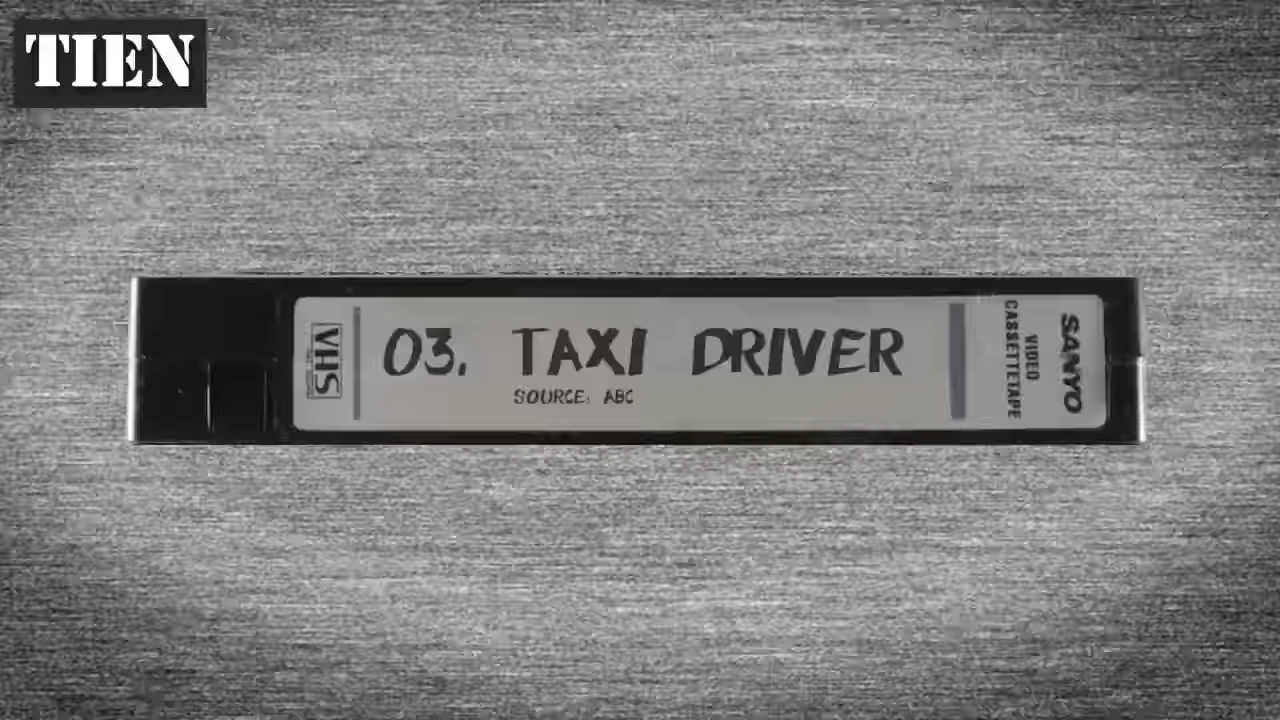 TIEN
VHS
03. TAXI DRIVER
SOURCE: ABC
VIDEO
CASSETTETAPE
SANYO